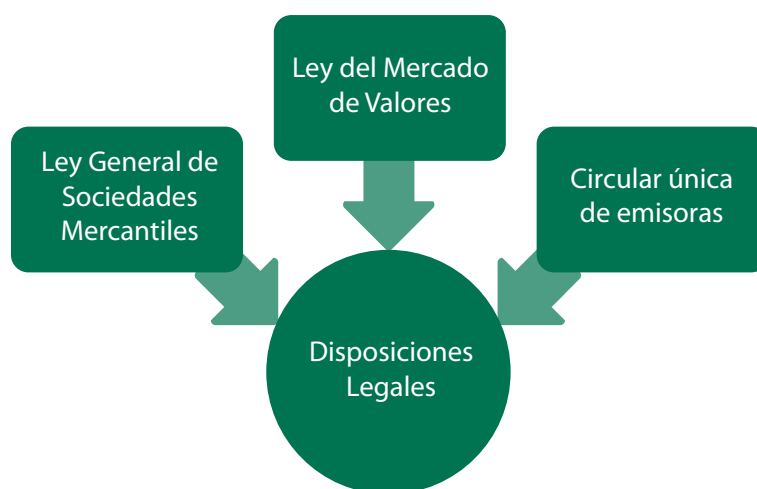 Ley del Mercado
de Valores
Ley General de
Sociedades
Mercantiles
Circular única
de emisoras
Disposiciones
Legales